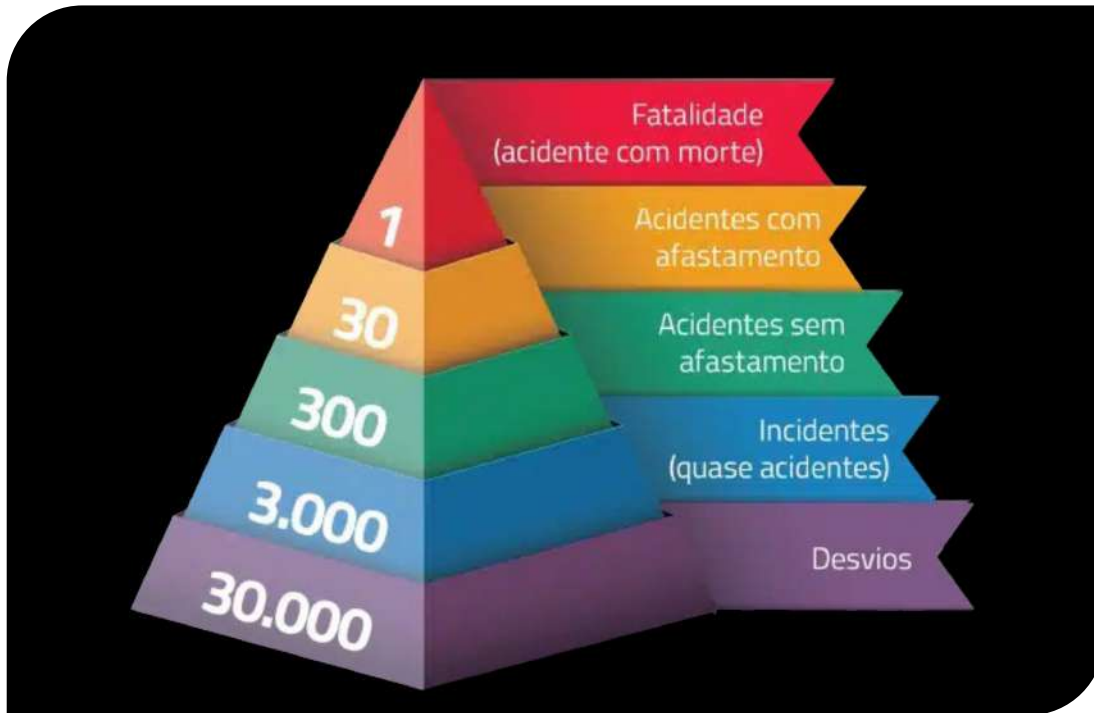 Fatalidade
(acidente com morte)
1
Acidentes com
afastamento
30
Acidentes sem
afastamento
300
Incidentes
(quase acidentes)
3.000
Desvios
30.000